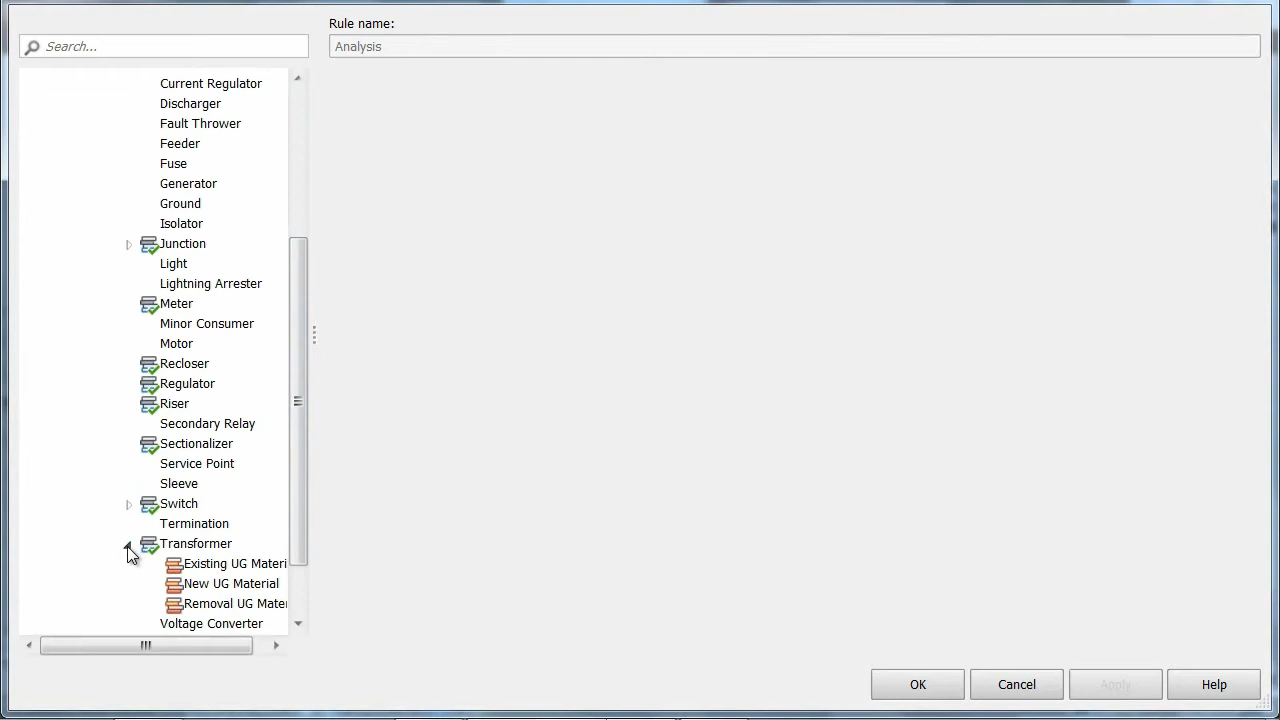 Rule name:
Search...
Analysis
Current Regulator
Discharger
Fault Thrower
Feeder
Fuse
Generator
Ground
Isolator
Junction
Light
Lightning Arrester
Meter
Minor Consumer
Motor
Recloser
Regulator
Riser
Secondary Relay
Sectionalizer
Service Point
Sleeve
Switch
Termination
Transformer
Existing UG Materi
New UG Material
Removal UG Mater
Voltage Converter
OK
Cancel
Apply
Help